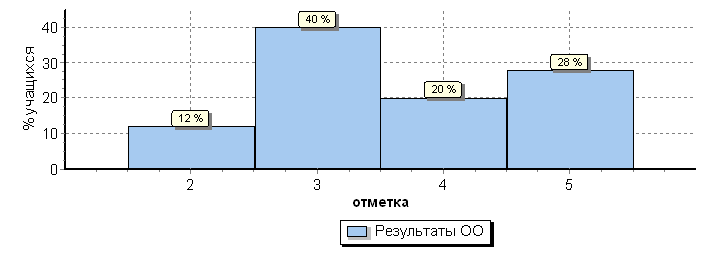 % учащихся
40
30
20
10
0
12 %
40 %
20 %
28 %
2 3 4 5
отметка
Результаты ОО